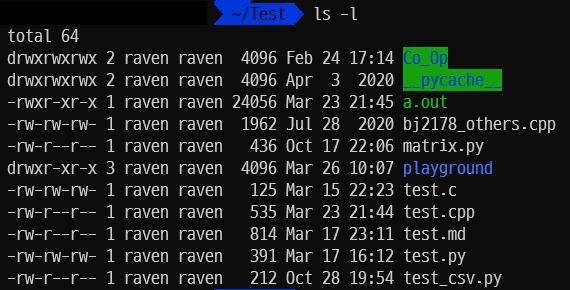 ~/Test ls -l
total 64
drwxrwxrwx 2 raven raven 4096 Feb 24 17:14 Co_Op
drwxrwxrwx 2 raven raven 4096 Apr 3 2020 __pycache__
-rwxr-xr-x 1 raven raven 24056 Mar 23 21:45 a.out
-rw-rw-rw- 1 raven raven 1962 Jul 28 2020 bj2178_others.cpp
-rw-r--r-- 1 raven raven 436 Oct 17 22:06 matrix.py
drwxr-xr-x 3 raven raven 4096 Mar 26 10:07 playground
-rw-rw-rw- 1 raven raven 125 Mar 15 22:23 test.c
-rw-r--r-- 1 raven raven 535 Mar 23 21:44 test.cpp
-rw-r--r-- 1 raven raven 814 Mar 17 23:11 test.md
-rw-rw-rw- 1 raven raven 391 Mar 17 16:12 test.py
-rw-r--r-- 1 raven raven 212 Oct 28 19:54 test_csv.py